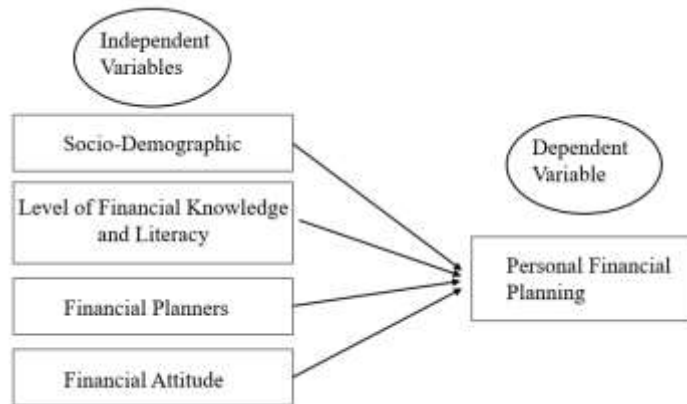 Independent
Variables
Socio-Demographic
Level of Financial Knowledge
and Literacy
Financial Planners
Financial Attitude
Dependent
Variable
Personal Financial
Planning